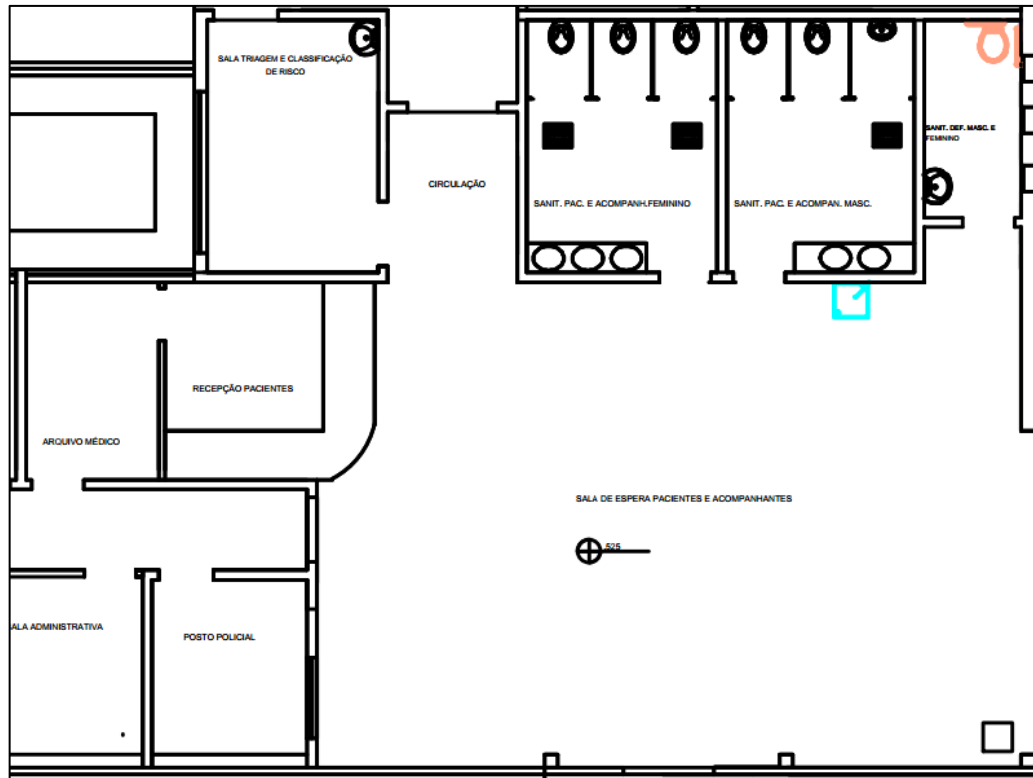 SALA TRIAGEM E CLASSIFICAÇÃO
DE RISCO
CIRCULAÇÃO
SANIT. DEF. MASC. E
FEMININO
SANIT. PAC. E ACOMPANH.FEMININO
SANIT. PAC. E ACOMPAN. MASC.
RECEPÇÃO PACIENTES
ARQUIVO MÉDICO
SALA DE ESPERA PACIENTES E ACOMPANHANTES
.525
ALA ADMINISTRATIVA
POSTO POLICIAL